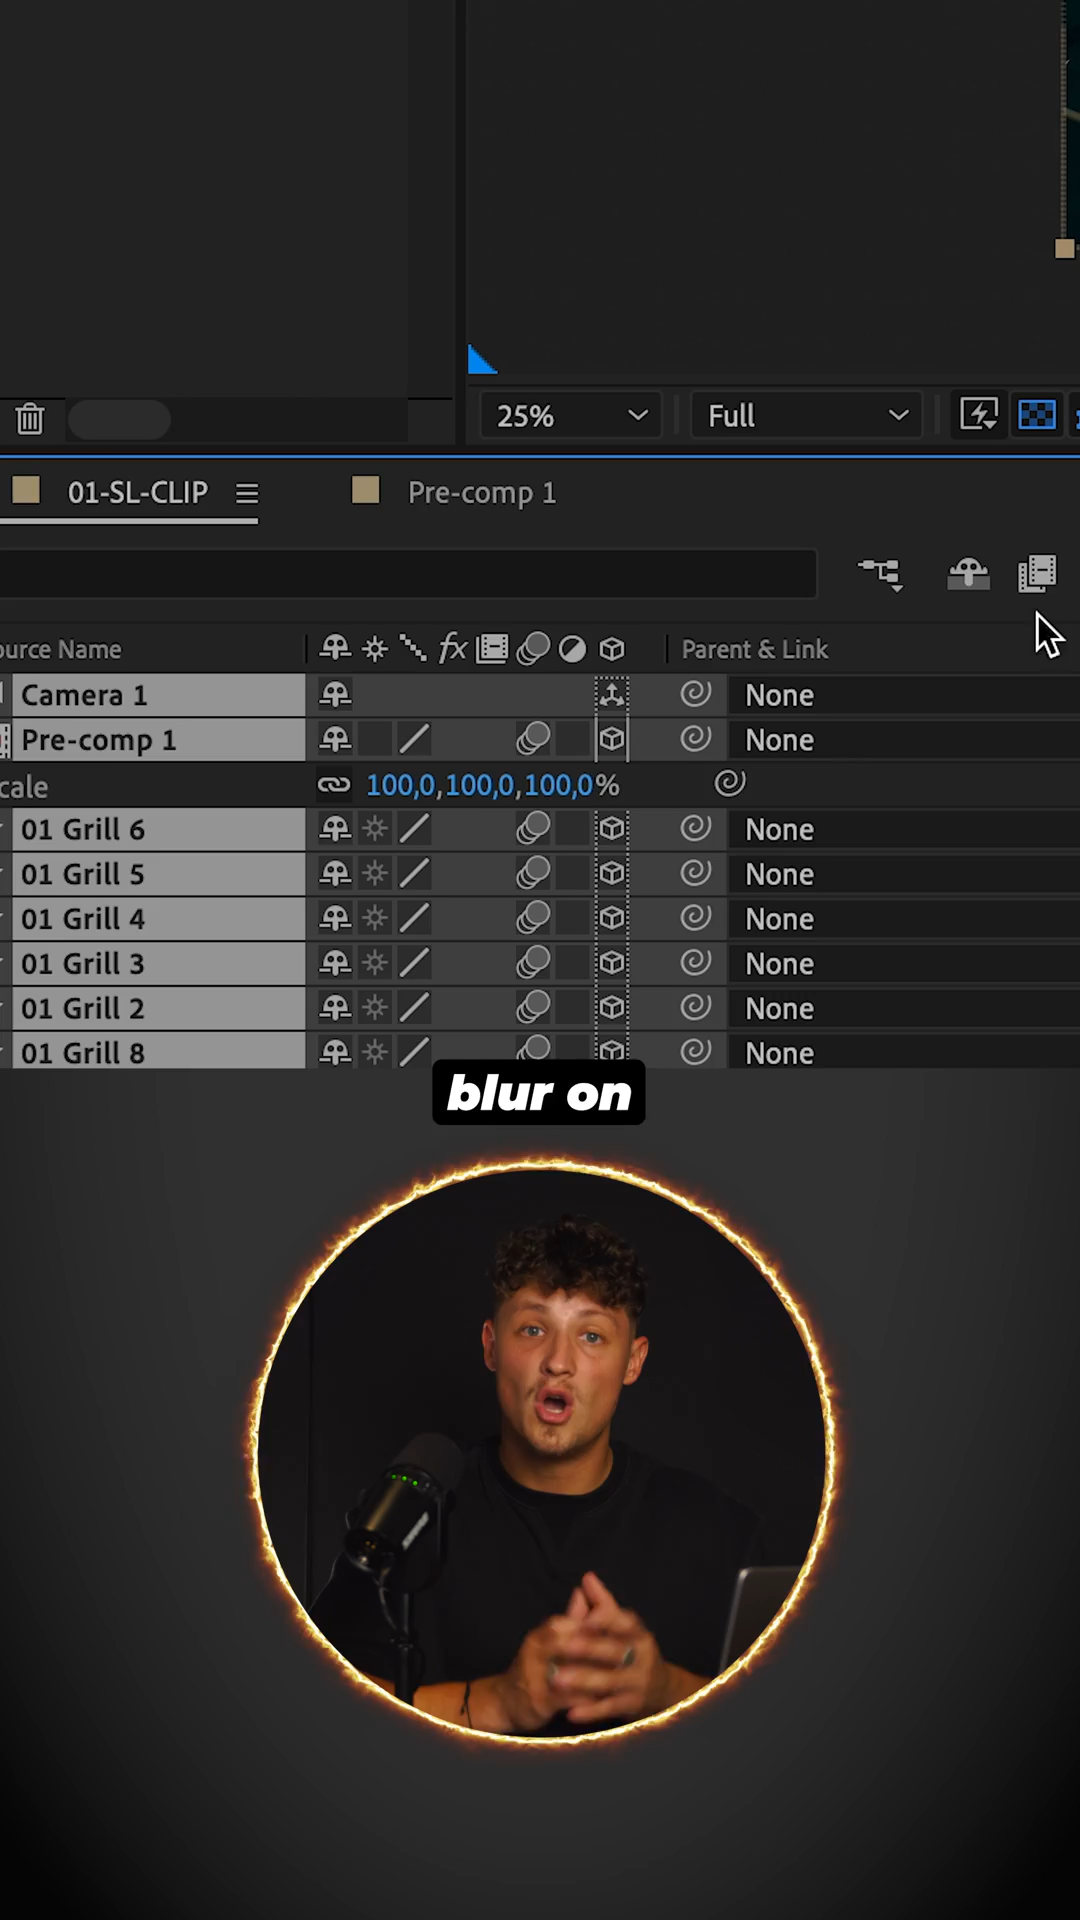 25%
Full
01-SL-CLIP
Pre-comp 1
ource Name
fx
Parent & Link
Camera 1
None
Pre-comp 1
None
cale
100,0,100,0,100,0%
01 Grill 6
None
01 Grill 5
None
01 Grill 4
None
01 Grill 3
None
01 Grill 2
None
01 Grill 8
None
blur on